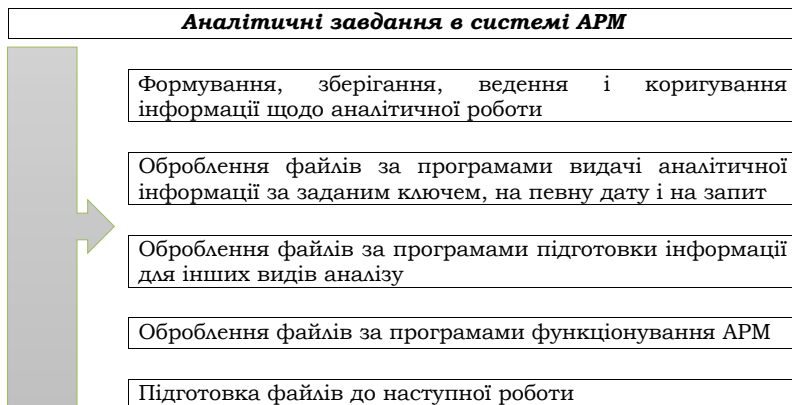 Аналітичні завдання в системі АРМ
Формування, зберігання, ведення і коригування
інформації щодо аналітичної роботи
Оброблення файлів за програмами видачі аналітичної
інформації за заданим ключем, на певну дату і на запит
Оброблення файлів за програмами підготовки інформації
для інших видів аналізу
Оброблення файлів за програмами функціонування АРМ
Підготовка файлів до наступної роботи